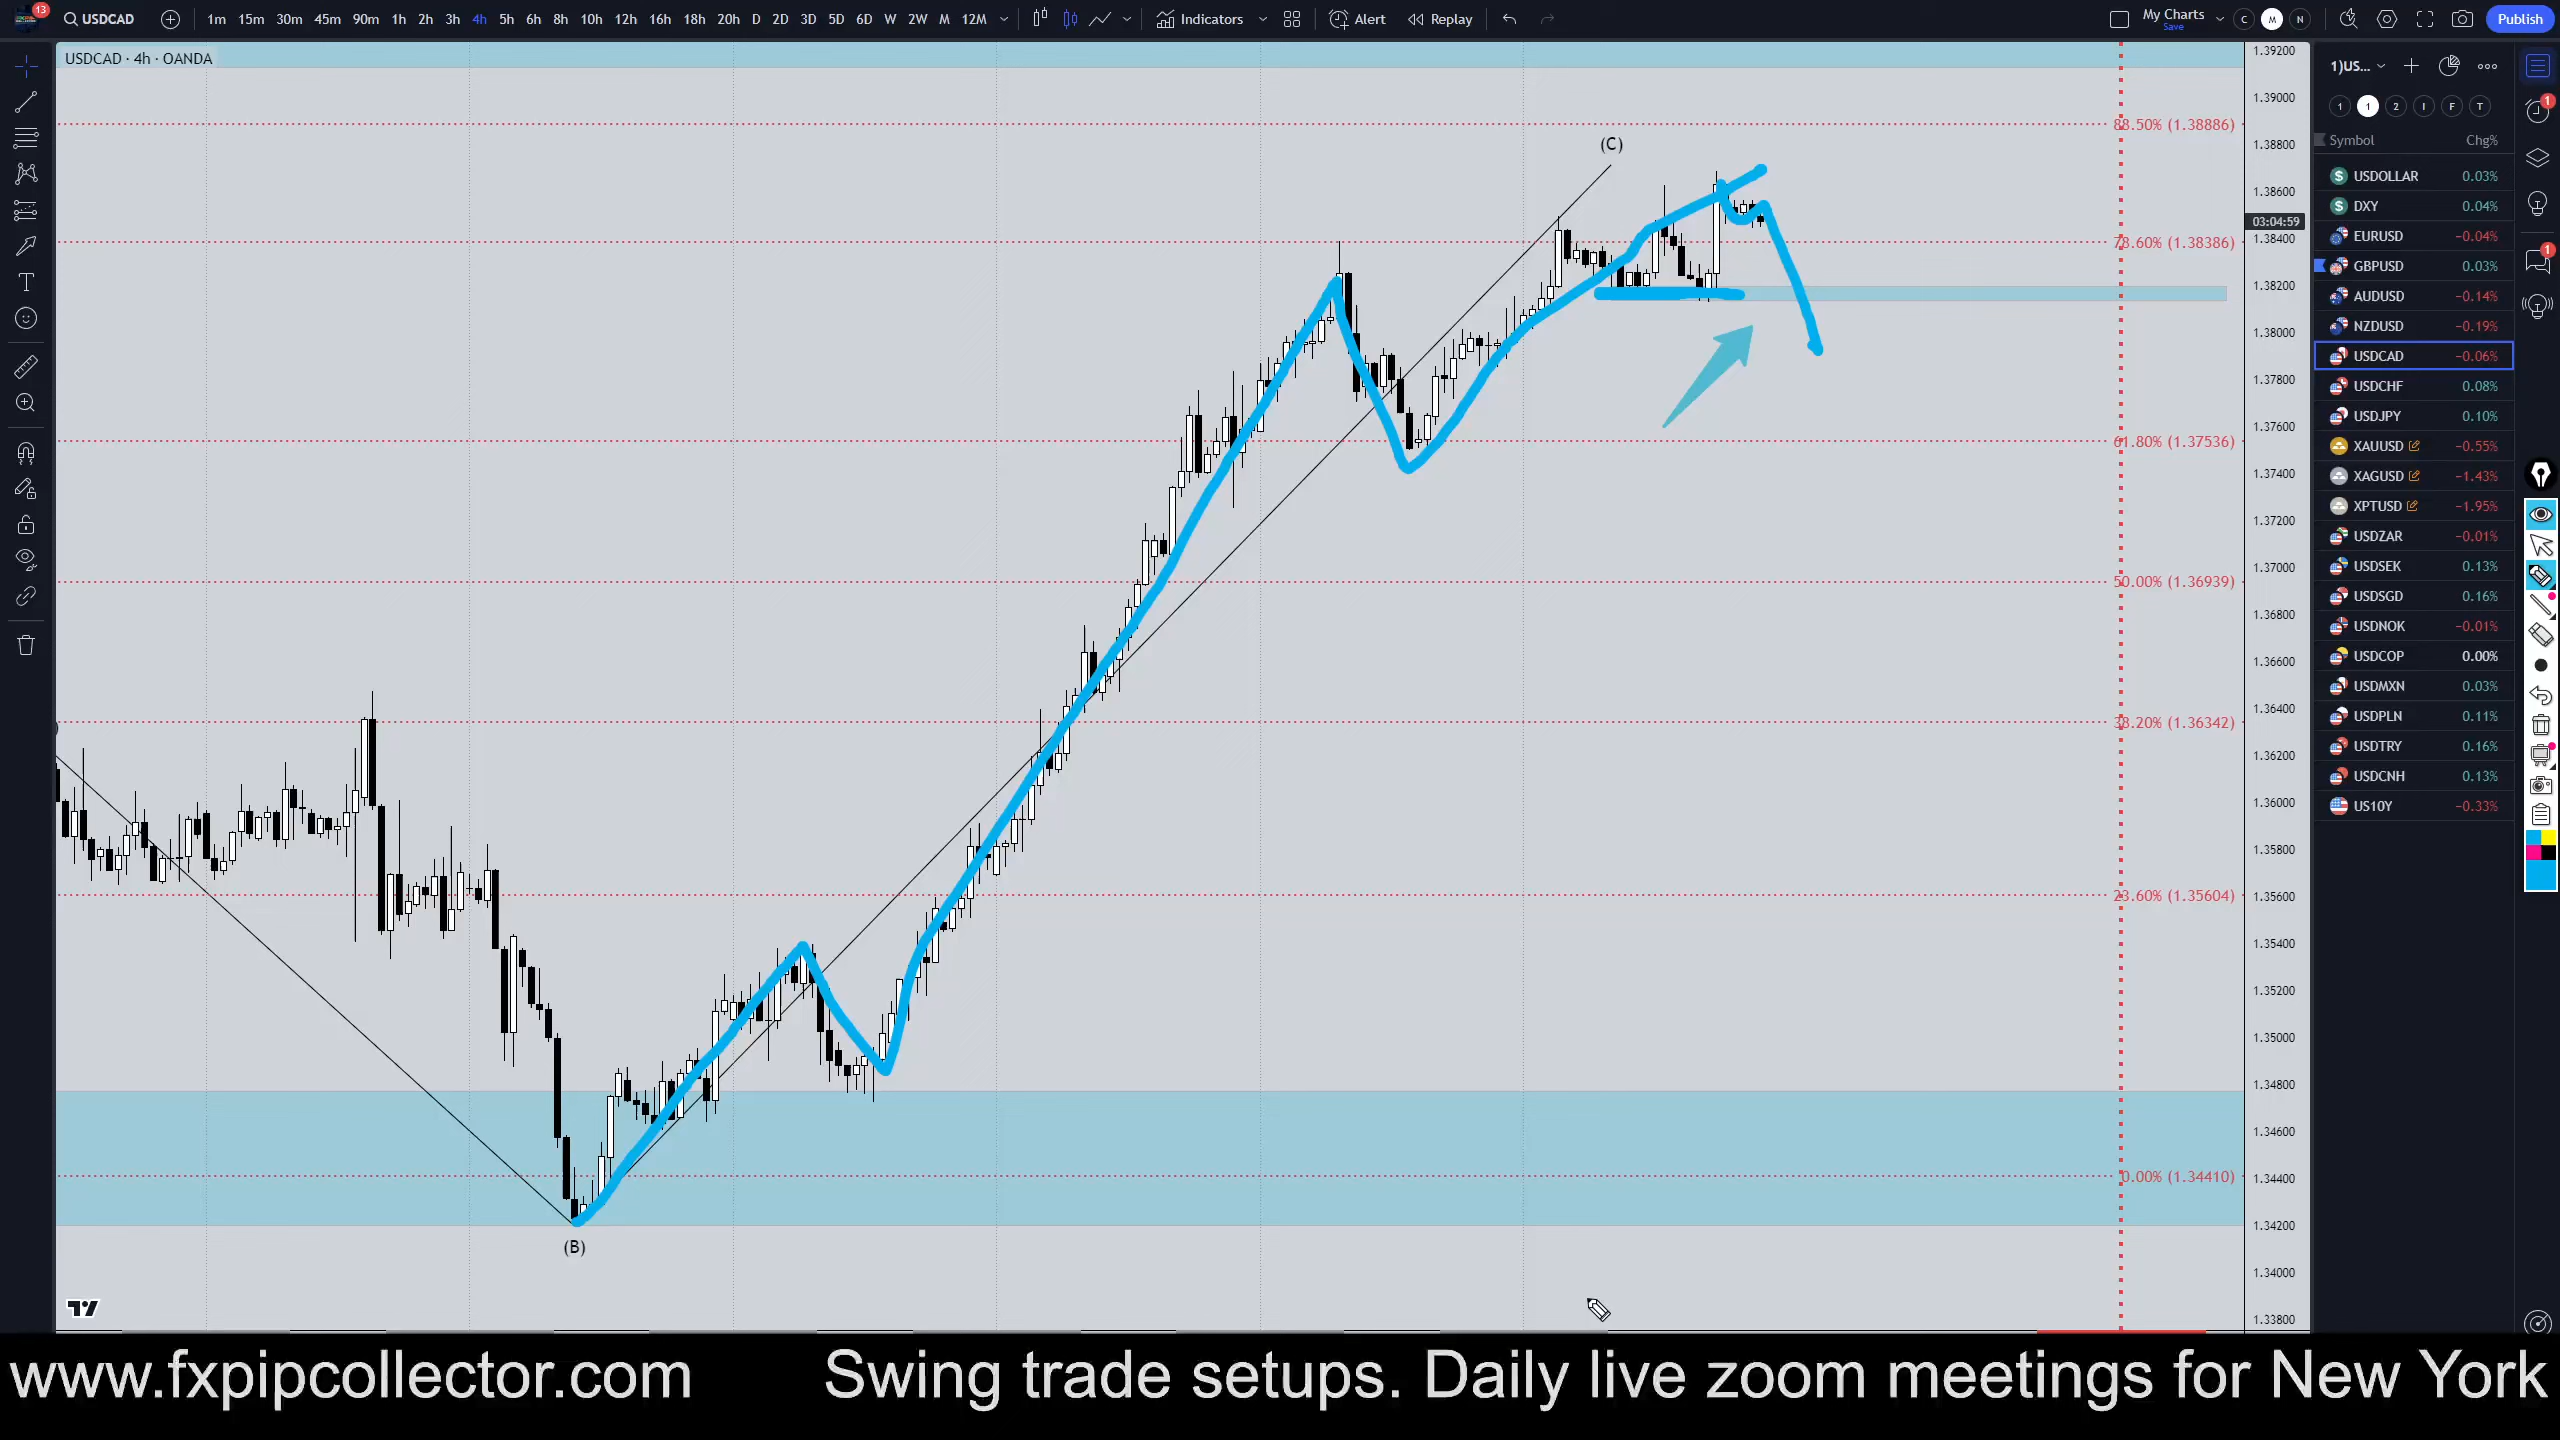 13
USDCAD
1m 15m 30m 45m 90m 1h 2h 3h 4h 5h 6h 8h 10h 12h 16h 18h 20h D 2D 3D 5D 6D W 2W M 12M
Indicators
Alert
Replay
My Charts
Save
C M N
Publish
USDCAD · 4h · OANDA
1.39200
1.39000
1.38800
1.38600
03:04:59
1.38400
1.38200
1.38000
1.37800
1.37600
1.37400
1.37200
1.37000
1.36800
1.36600
1.36400
1.36200
1.36000
1.35800
1.35600
1.35400
1.35200
1.35000
1.34800
1.34600
1.34400
1.34200
1.34000
1.33800
88.50% (1.38886)
78.60% (1.38386)
61.80% (1.37536)
50.00% (1.36939)
38.20% (1.36342)
23.60% (1.35604)
0.00% (1.34410)
(C)
(B)
1)US...
1 1 2 I F T
Symbol Chg%
USDOLLAR 0.03%
DXY 0.04%
EURUSD −0.04%
GBPUSD 0.03%
AUDUSD −0.14%
NZDUSD −0.19%
USDCAD −0.06%
USDCHF 0.08%
USDJPY 0.10%
XAUUSD −0.55%
XAGUSD −1.43%
XPTUSD −1.95%
USDZAR −0.01%
USDSEK 0.13%
USDSGD 0.16%
USDNOK −0.01%
USDCOP 0.00%
USDMXN 0.03%
USDPLN 0.11%
USDTRY 0.16%
USDCNH 0.13%
US10Y −0.33%
1
1
www.fxpipcollector.com Swing trade setups. Daily live zoom meetings for New York